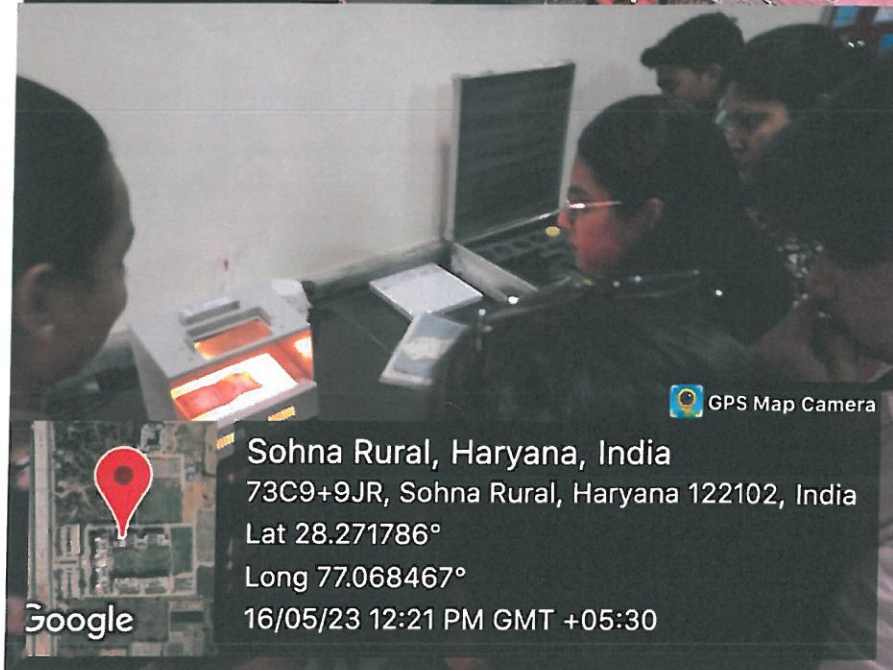 GPS Map Camera
Sohna Rural, Haryana, India
73C9+9JR, Sohna Rural, Haryana 122102, India
Lat 28.271786°
Long 77.068467°
16/05/23 12:21 PM GMT +05:30
Google